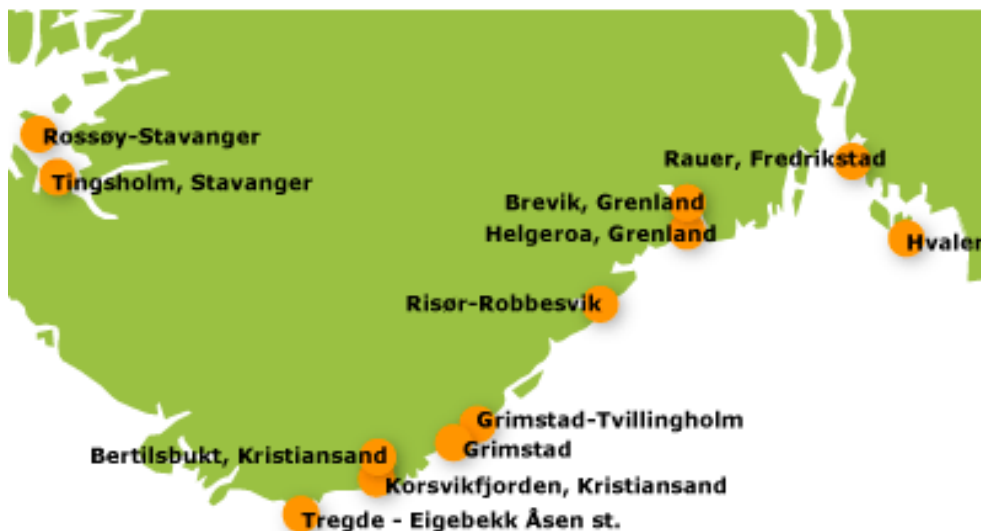 Rossøy-Stavanger
Tingsholm, Stavanger
Rauer, Fredrikstad
Brevik, Grenland
Helgeroa, Grenland
Hvaler
Risør-Robbesvik
Grimstad-Tvillingholm
Grimstad
Bertilsbukt, Kristiansand
Korsvikfjorden, Kristiansand
Tregde - Eigebekk Åsen st.